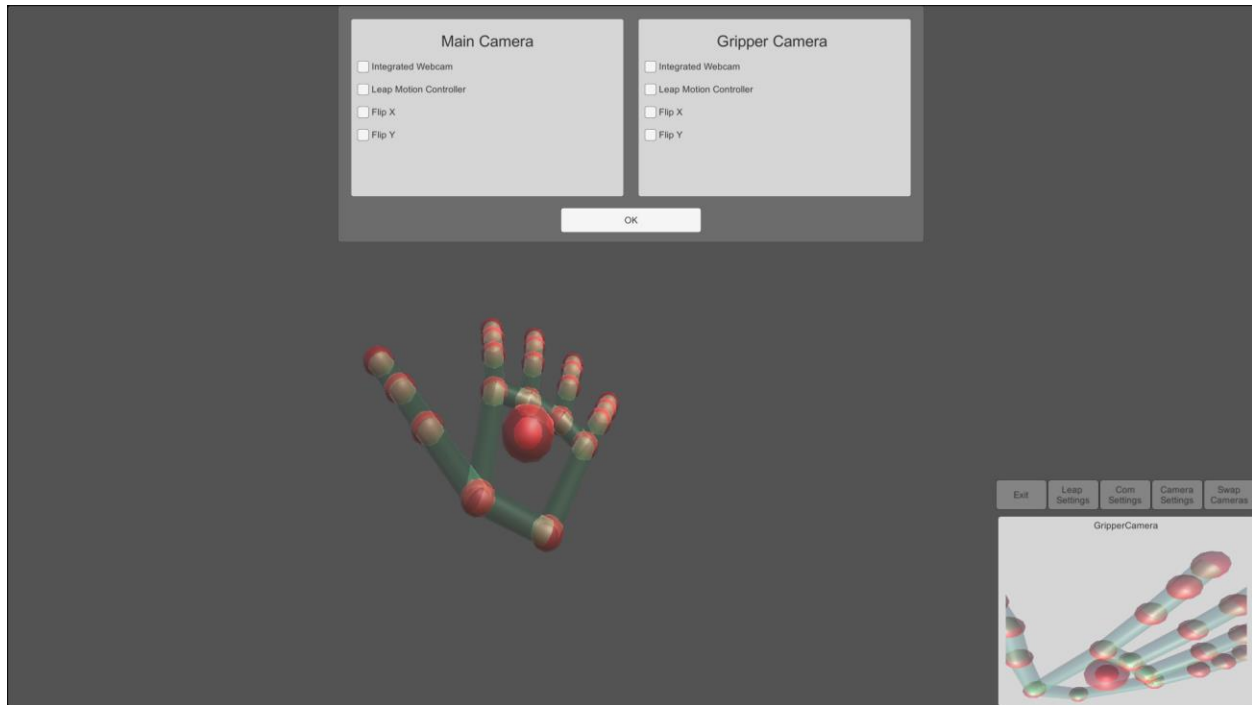 Main Camera
Integrated Webcam
Leap Motion Controller
Flip X
Flip Y
Gripper Camera
Integrated Webcam
Leap Motion Controller
Flip X
Flip Y
OK
Exit
Leap
Settings
Com
Settings
Camera
Settings
Swap
Cameras
GripperCamera